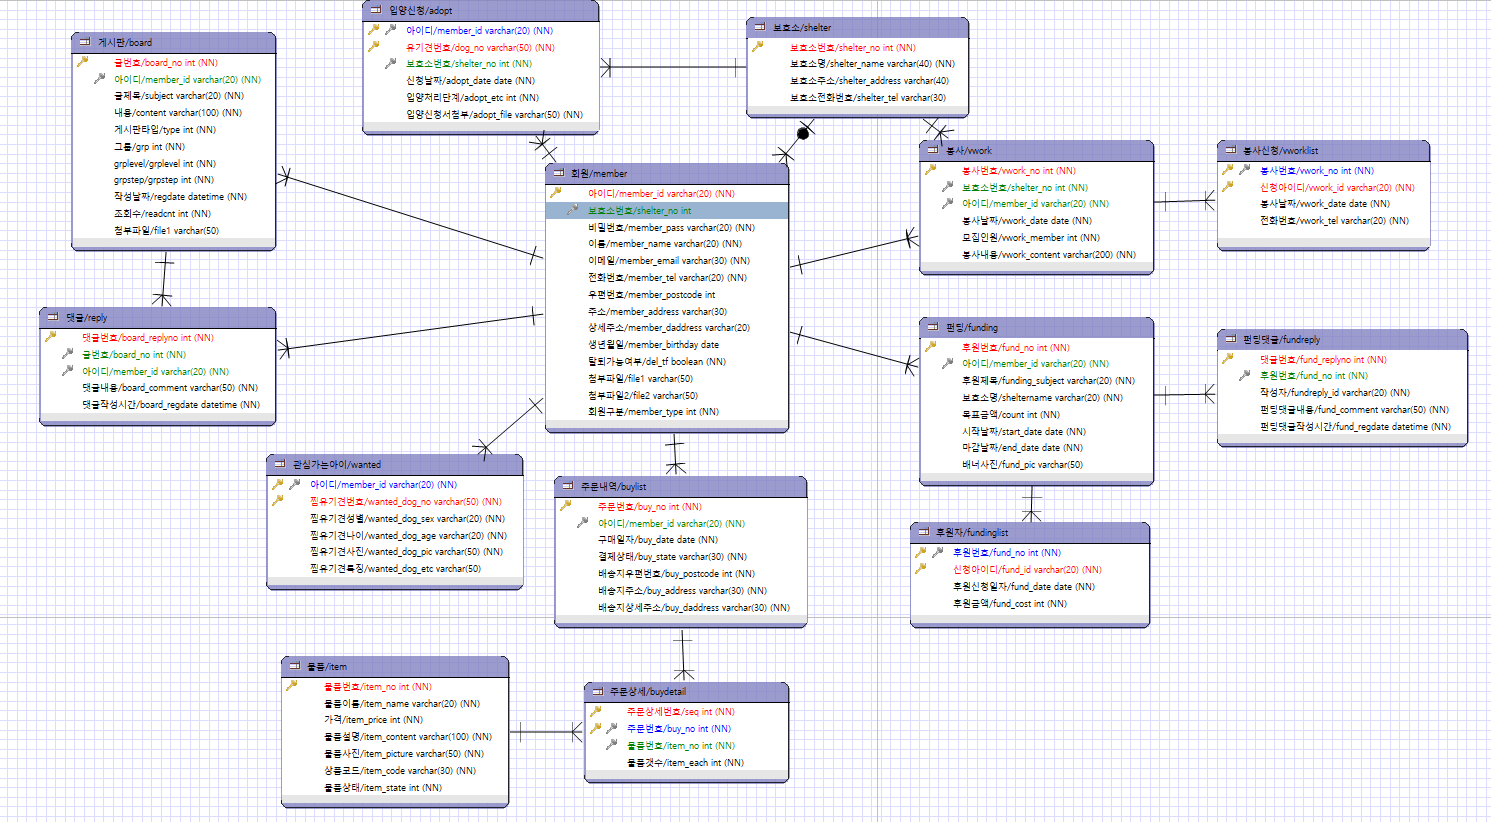 입양신청/adopt
아이디/member_id varchar(20) (NN)
유기견번호/dog_no varchar(50) (NN)
보호소번호/shelter_no int (NN)
신청날짜/adopt_date date (NN)
입양처리단계/adopt_etc int (NN)
입양신청서첨부/adopt_file varchar(50) (NN)
보호소/shelter
보호소번호/shelter_no int (NN)
보호소명/shelter_name varchar(40) (NN)
보호소주소/shelter_address varchar(40)
보호소전화번호/shelter_tel varchar(30)
게시판/board
글번호/board_no int (NN)
아이디/member_id varchar(20) (NN)
글제목/subject varchar(20) (NN)
내용/content varchar(100) (NN)
게시판타입/type int (NN)
그룹/grp int (NN)
grplevel/grplevel int (NN)
grpstep/grpstep int (NN)
작성날짜/regdate datetime (NN)
조회수/readcnt int (NN)
첨부파일/file1 varchar(50)
회원/member
아이디/member_id varchar(20) (NN)
보호소번호/shelter_no int
비밀번호/member_pass varchar(20) (NN)
이름/member_name varchar(20) (NN)
이메일/member_email varchar(30) (NN)
전화번호/member_tel varchar(20) (NN)
우편번호/member_postcode int
주소/member_address varchar(30)
상세주소/member_daddress varchar(20)
생년월일/member_birthday date
탈퇴가능여부/del_tf boolean (NN)
첨부파일/file1 varchar(50)
첨부파일2/file2 varchar(50)
회원구분/member_type int (NN)
봉사/vwork
봉사번호/vwork_no int (NN)
보호소번호/shelter_no int (NN)
아이디/member_id varchar(20) (NN)
봉사날짜/vwork_date date (NN)
모집인원/vwork_member int (NN)
봉사내용/vwork_content varchar(200) (NN)
봉사신청/vworklist
봉사번호/vwork_no int (NN)
신청아이디/vwork_id varchar(20) (NN)
봉사날짜/vwork_date date (NN)
전화번호/vwork_tel varchar(20) (NN)
댓글/reply
댓글번호/board_replyno int (NN)
글번호/board_no int (NN)
아이디/member_id varchar(20) (NN)
댓글내용/board_comment varchar(50) (NN)
댓글작성시간/board_regdate datetime (NN)
펀딩/funding
후원번호/fund_no int (NN)
아이디/member_id varchar(20) (NN)
후원제목/funding_subject varchar(20) (NN)
보호소명/sheltername varchar(20) (NN)
목표금액/count int (NN)
시작날짜/start_date date (NN)
마감날짜/end_date date (NN)
배너사진/fund_pic varchar(50)
펀딩댓글/fundreply
댓글번호/fund_replyno int (NN)
후원번호/fund_no int (NN)
작성자/fundreply_id varchar(20) (NN)
펀딩댓글내용/fund_comment varchar(50) (NN)
펀딩댓글작성시간/fund_regdate datetime (NN)
관심가는아이/wanted
아이디/member_id varchar(20) (NN)
찜유기견번호/wanted_dog_no varchar(50) (NN)
찜유기견성별/wanted_dog_sex varchar(20) (NN)
찜유기견나이/wanted_dog_age varchar(20) (NN)
찜유기견사진/wanted_dog_pic varchar(50) (NN)
찜유기견특징/wanted_dog_etc varchar(50)
주문내역/buylist
주문번호/buy_no int (NN)
아이디/member_id varchar(20) (NN)
구매일자/buy_date date (NN)
결제상태/buy_state varchar(30) (NN)
배송지우편번호/buy_postcode int (NN)
배송지주소/buy_address varchar(30) (NN)
배송지상세주소/buy_daddress varchar(30) (NN)
후원자/fundinglist
후원번호/fund_no int (NN)
신청아이디/fund_id varchar(20) (NN)
후원신청일자/fund_date date (NN)
후원금액/fund_cost int (NN)
물품/item
물품번호/item_no int (NN)
물품이름/item_name varchar(20) (NN)
가격/item_price int (NN)
물품설명/item_content varchar(100) (NN)
물품사진/item_picture varchar(50) (NN)
상품코드/item_code varchar(30) (NN)
물품상태/item_state int (NN)
주문상세/buydetail
주문상세번호/seq int (NN)
주문번호/buy_no int (NN)
물품번호/item_no int (NN)
물품갯수/item_each int (NN)